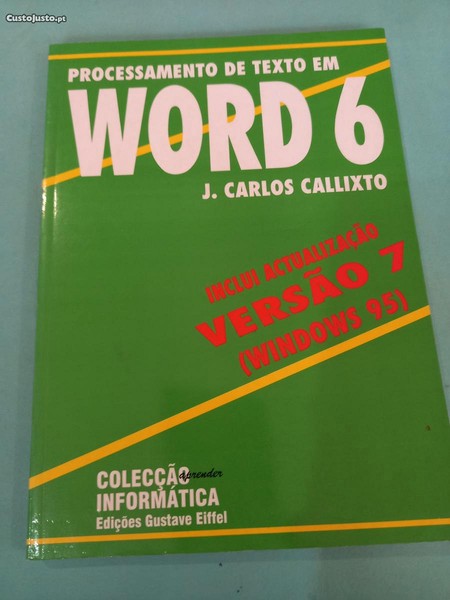 CustoJusto.pt
PROCESSAMENTO DE TEXTO EM
WORD 6
J. CARLOS CALLIXTO
INCLUI ACTUALIZAÇÃO
VERSÃO 7
(WINDOWS 95)
COLECÇÃO aprender
INFORMÁTICA
Edições Gustave Eiffel